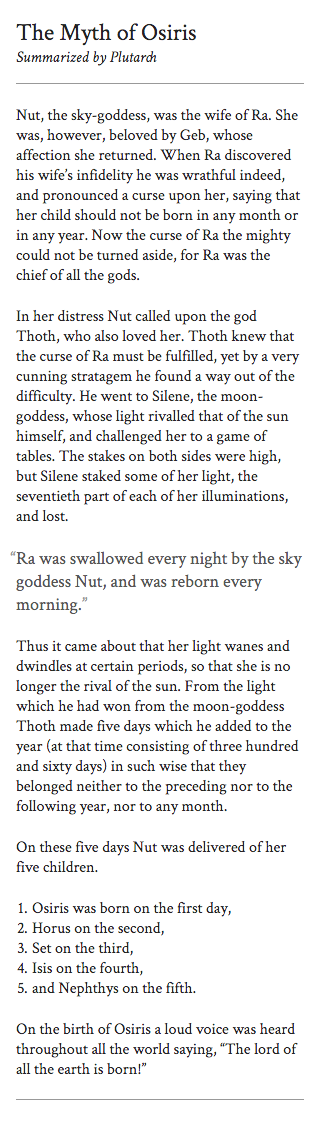 The Myth of Osiris
Summarized by Plutarch
Nut, the sky-goddess, was the wife of Ra. She
was, however, beloved by Geb, whose
affection she returned. When Ra discovered
his wife’s infidelity he was wrathful indeed,
and pronounced a curse upon her, saying that
her child should not be born in any month or
in any year. Now the curse of Ra the mighty
could not be turned aside, for Ra was the
chief of all the gods.
In her distress Nut called upon the god
Thoth, who also loved her. Thoth knew that
the curse of Ra must be fulfilled, yet by a very
cunning stratagem he found a way out of the
difficulty. He went to Silene, the moon-
goddess, whose light rivalled that of the sun
himself, and challenged her to a game of
tables. The stakes on both sides were high,
but Silene staked some of her light, the
seventieth part of each of her illuminations,
and lost.
“Ra was swallowed every night by the sky
goddess Nut, and was reborn every
morning.”
Thus it came about that her light wanes and
dwindles at certain periods, so that she is no
longer the rival of the sun. From the light
which he had won from the moon-goddess
Thoth made five days which he added to the
year (at that time consisting of three hundred
and sixty days) in such wise that they
belonged neither to the preceding nor to the
following year, nor to any month.
On these five days Nut was delivered of her
five children.
1. Osiris was born on the first day,
2. Horus on the second,
3. Set on the third,
4. Isis on the fourth,
5. and Nephthys on the fifth.
On the birth of Osiris a loud voice was heard
throughout all the world saying, “The lord of
all the earth is born!”